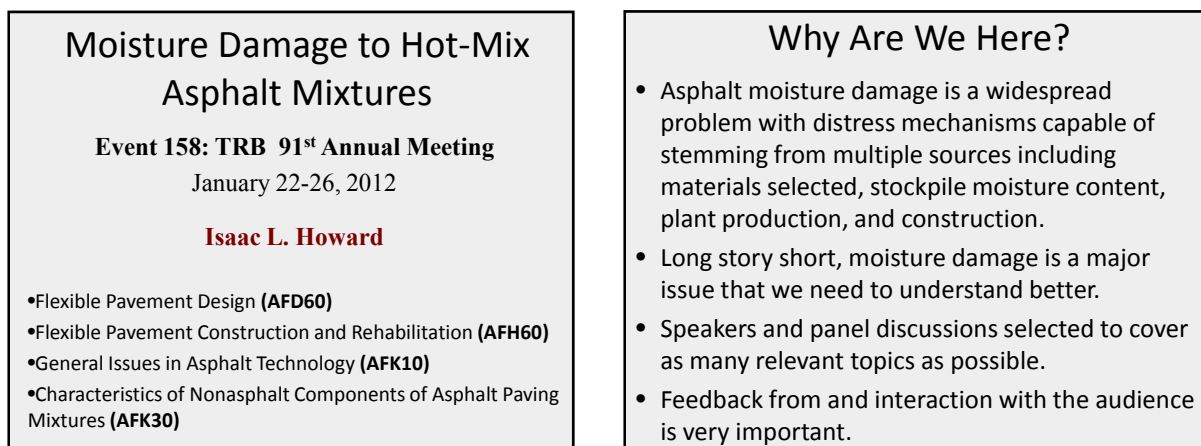 Moisture Damage to Hot-Mix
Asphalt Mixtures
Event 158: TRB 91st Annual Meeting
January 22-26, 2012
Isaac L. Howard
•Flexible Pavement Design (AFD60)
•Flexible Pavement Construction and Rehabilitation (AFH60)
•General Issues in Asphalt Technology (AFK10)
•Characteristics of Nonasphalt Components of Asphalt Paving
Mixtures (AFK30)
Why Are We Here?
• Asphalt moisture damage is a widespread
problem with distress mechanisms capable of
stemming from multiple sources including
materials selected, stockpile moisture content,
plant production, and construction.
• Long story short, moisture damage is a major
issue that we need to understand better.
• Speakers and panel discussions selected to cover
as many relevant topics as possible.
• Feedback from and interaction with the audience
is very important.